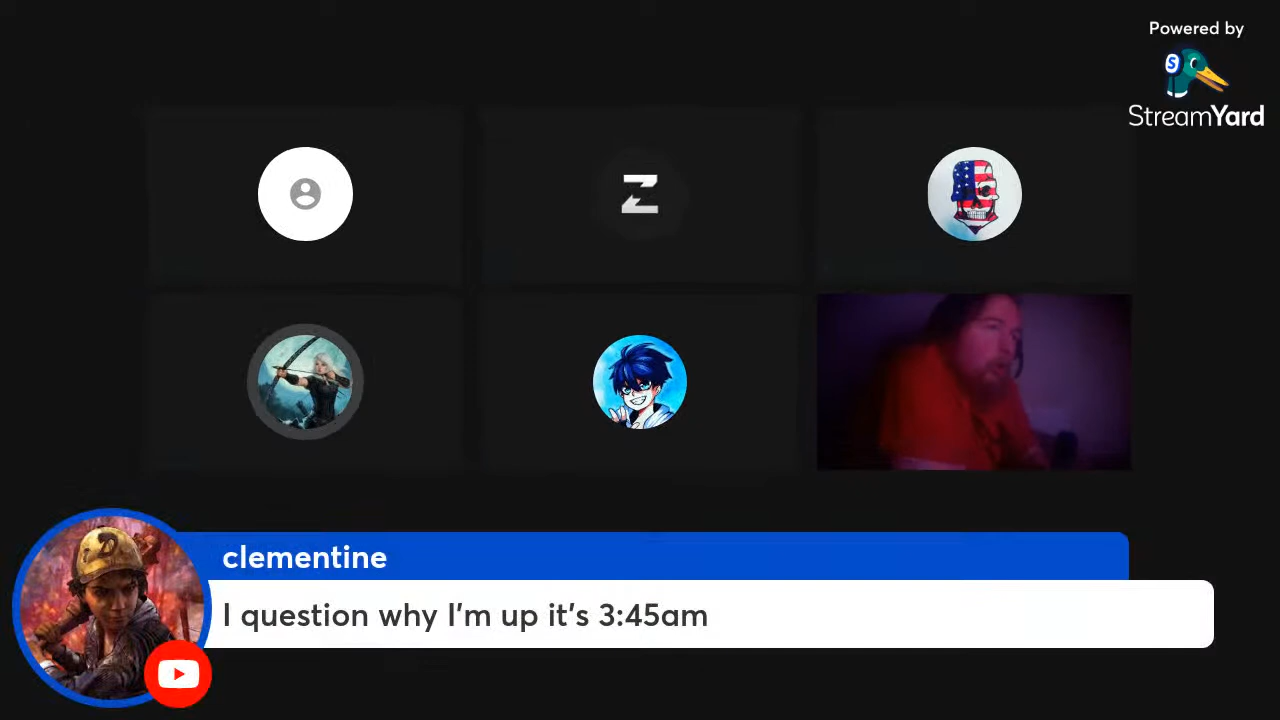 Powered by
S
StreamYard
Z
D
clementine
I question why I'm up it's 3:45am